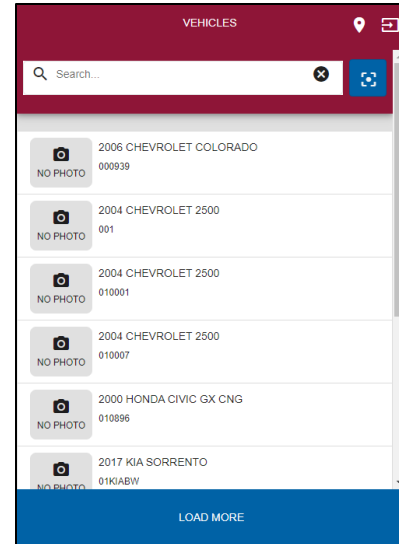 VEHICLES
Search...
2006 CHEVROLET COLORADO
000939
NO PHOTO
2004 CHEVROLET 2500
001
NO PHOTO
2004 CHEVROLET 2500
010001
NO PHOTO
2004 CHEVROLET 2500
010007
NO PHOTO
2000 HONDA CIVIC GX CNG
010896
NO PHOTO
2017 KIA SORRENTO
01KIABW
NO PHOTO
LOAD MORE